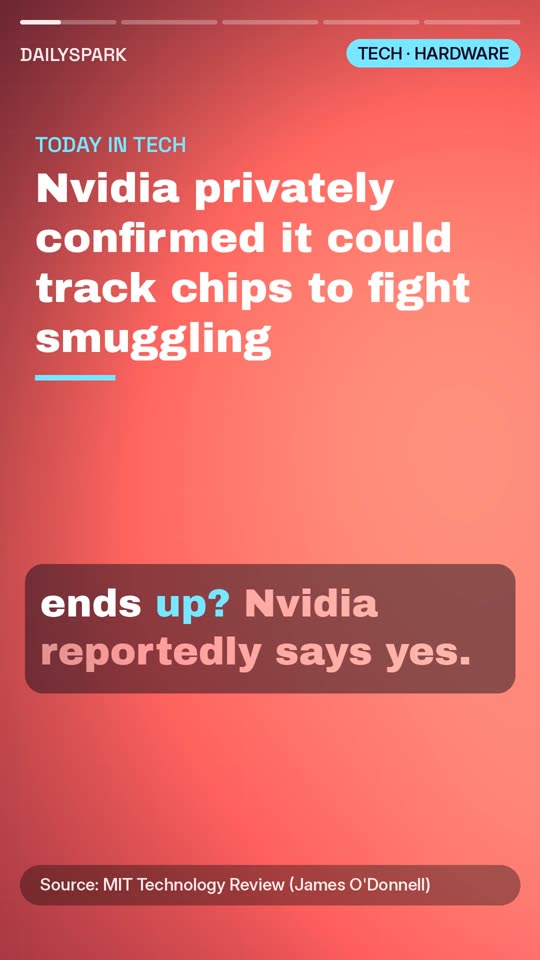 DAILYSPARK
TECH · HARDWARE
TODAY IN TECH
Nvidia privately
confirmed it could
track chips to fight
smuggling
ends up? Nvidia
reportedly says yes.
Source: MIT Technology Review (James O'Donnell)